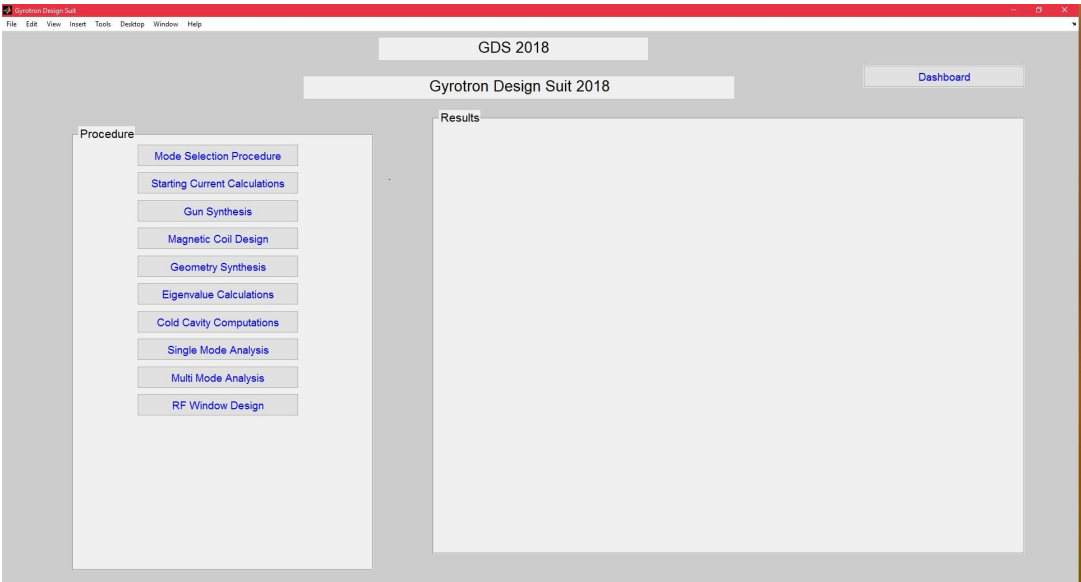 Gyrotron Design Suit
File Edit View Insert Tools Desktop Window Help
GDS 2018
Gyrotron Design Suit 2018
Dashboard
Procedure
Mode Selection Procedure
Starting Current Calculations
Gun Synthesis
Magnetic Coil Design
Geometry Synthesis
Eigenvalue Calculations
Cold Cavity Computations
Single Mode Analysis
Multi Mode Analysis
RF Window Design
Results